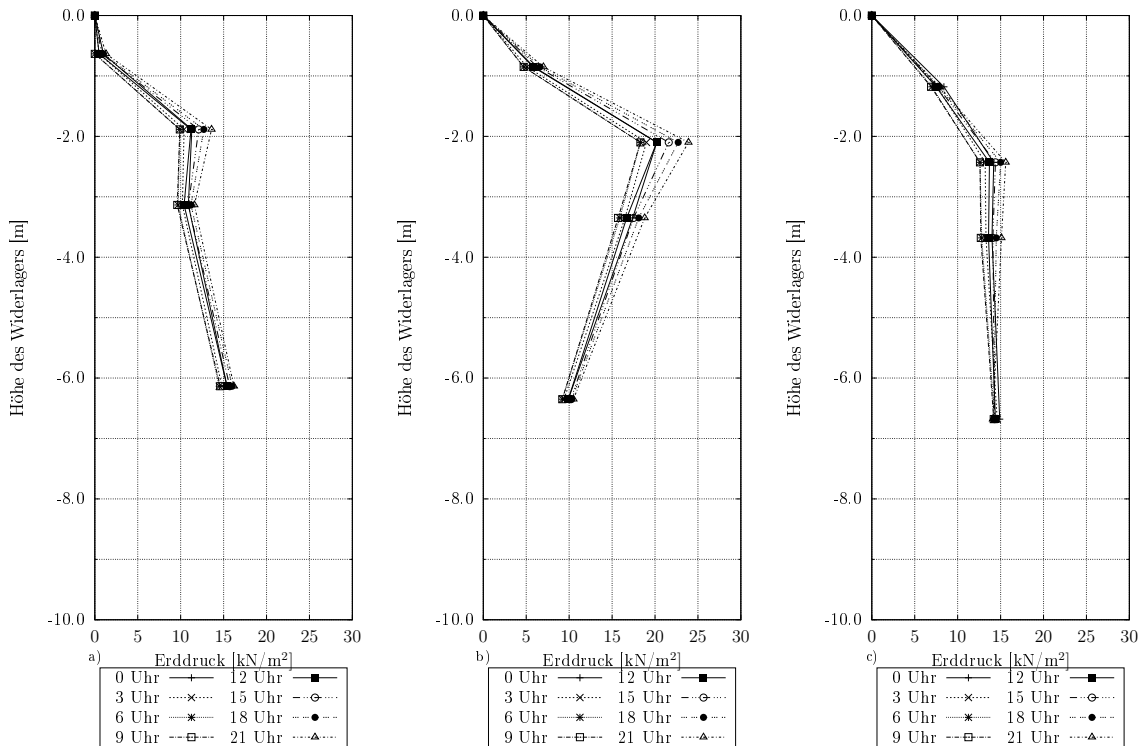 0.0
-2.0
-4.0
-6.0
-8.0
-10.0
0 5 10 15 20 25 30
Höhe des Widerlagers [m]
a) Erddruck [kN/m²]
0 Uhr 12 Uhr
3 Uhr 15 Uhr
6 Uhr 18 Uhr
9 Uhr 21 Uhr
0.0
-2.0
-4.0
-6.0
-8.0
-10.0
0 5 10 15 20 25 30
Höhe des Widerlagers [m]
b) Erddruck [kN/m²]
0 Uhr 12 Uhr
3 Uhr 15 Uhr
6 Uhr 18 Uhr
9 Uhr 21 Uhr
0.0
-2.0
-4.0
-6.0
-8.0
-10.0
0 5 10 15 20 25 30
Höhe des Widerlagers [m]
c) Erddruck [kN/m²]
0 Uhr 12 Uhr
3 Uhr 15 Uhr
6 Uhr 18 Uhr
9 Uhr 21 Uhr